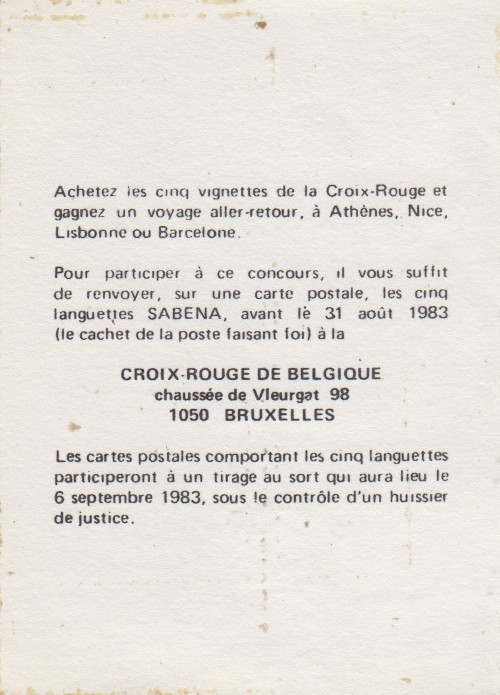 Achetez les cinq vignettes de la Croix-Rouge et
gagnez un voyage aller-retour, à Athènes, Nice,
Lisbonne ou Barcelone.
Pour participer à ce concours, il vous suffit
de renvoyer, sur une carte postale, les cinq
languettes SABENA, avant le 31 août 1983
(le cachet de la poste faisant foi) à la
CROIX-ROUGE DE BELGIQUE
chaussée de Vleurgat 98
1050 BRUXELLES
Les cartes postales comportant les cinq languettes
participeront à un tirage au sort qui aura lieu le
6 septembre 1983, sous le contrôle d'un huissier
de justice.